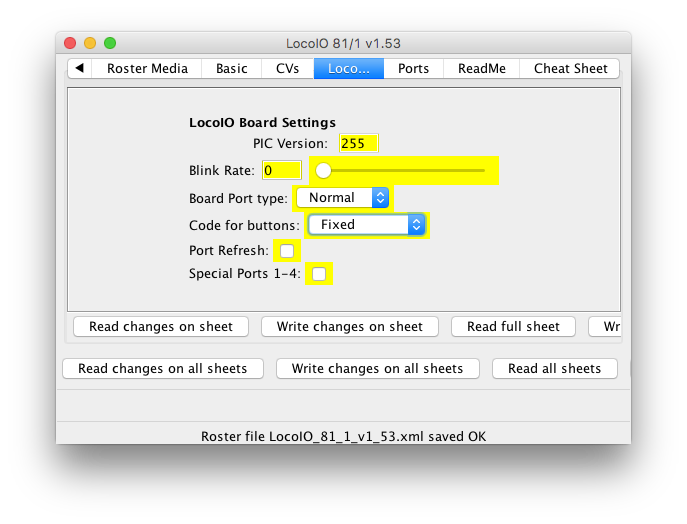 LocoIO 81/1 v1.53
◀ Roster Media Basic CVs Loco... Ports ReadMe Cheat Sheet
LocoIO Board Settings
PIC Version: 255
Blink Rate: 0
Board Port type: Normal
Code for buttons: Fixed
Port Refresh:
Special Ports 1-4:
Read changes on sheet Write changes on sheet Read full sheet Wr
Read changes on all sheets Write changes on all sheets Read all sheets
Roster file LocoIO_81_1_v1_53.xml saved OK